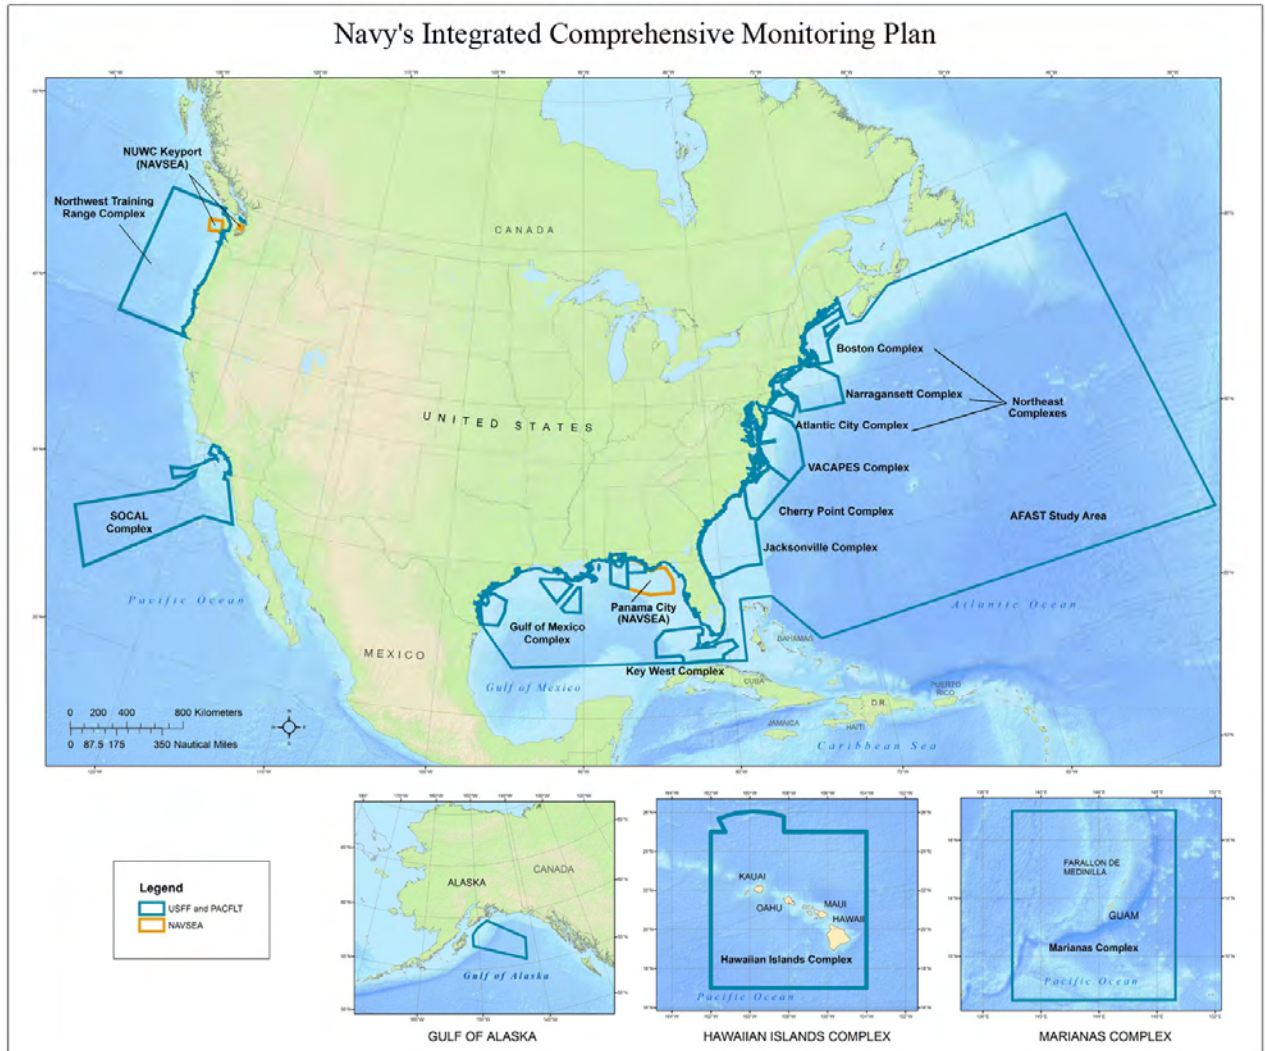 Navy's Integrated Comprehensive Monitoring Plan
NUWC Keyport
(NAVSEA)
Northwest Training
Range Complex
CANADA
UNITED STATES
Boston Complex
Narragansett Complex
Northeast
Complexes
Atlantic City Complex
VACAPES Complex
Cherry Point Complex
AFAST Study Area
Jacksonville Complex
SOCAL
Complex
Pacific Ocean
Atlantic Ocean
Panama City
(NAVSEA)
Gulf of Mexico
Complex
BAHAMAS
MEXICO
Key West Complex
Gulf of Mexico
CUBA
PUERTO
RICO
D.R.
HAITI
JAMAICA
Caribbean Sea
0 200 400 800 Kilometers
0 87.5 175 350 Nautical Miles
Legend
USFF and PACFLT
NAVSEA
ALASKA
CANADA
Gulf of Alaska
GULF OF ALASKA
KAUAI
OAHU
MAUI
HAWAII
Hawaiian Islands Complex
Pacific Ocean
HAWAIIAN ISLANDS COMPLEX
FARALLON DE
MEDINILLA
GUAM
Marianas Complex
Pacific Ocean
MARIANAS COMPLEX